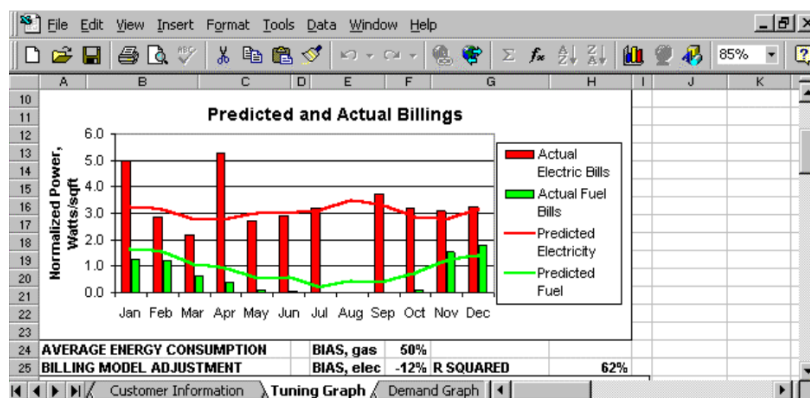 File Edit View Insert Format Tools Data Window Help
85%
A B C D E F G H I J K
10
11 Predicted and Actual Billings
12 6.0
13 5.0 Actual
14 4.0 Electric Bills
15 Actual Fuel
16 3.0 Bills
17 2.0 Predicted
18 Electricity
19 1.0 Predicted
20 0.0 Fuel
Normalized Power,
Watts/sqft
21
22 Jan Feb Mar Apr May Jun Jul Aug Sep Oct Nov Dec
23
24 AVERAGE ENERGY CONSUMPTION BIAS, gas 50%
25 BILLING MODEL ADJUSTMENT BIAS, elec -12% R SQUARED 62%
Customer Information Tuning Graph Demand Graph